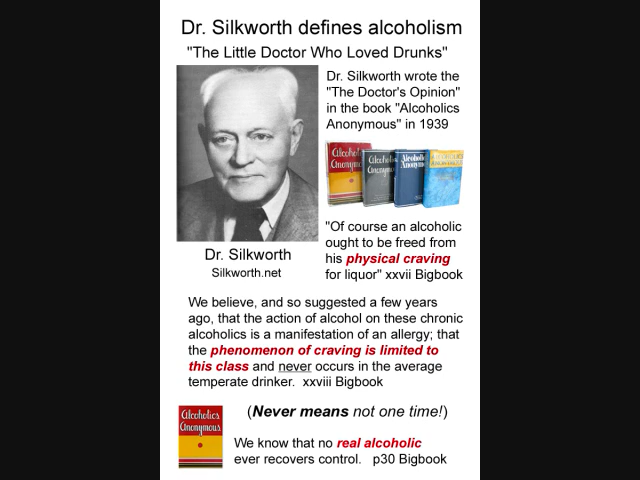 Dr. Silkworth defines alcoholism
"The Little Doctor Who Loved Drunks"
Dr. Silkworth wrote the
"The Doctor's Opinion"
in the book "Alcoholics
Anonymous" in 1939
Alcoholics
Anonymous
Alcoholics
Anonymous
Alcoholics
Anonymous
ALCOHOLICS
ANONYMOUS
"Of course an alcoholic
ought to be freed from
his physical craving
for liquor" xxvii Bigbook
Dr. Silkworth
Silkworth.net
We believe, and so suggested a few years
ago, that the action of alcohol on these chronic
alcoholics is a manifestation of an allergy; that
the phenomenon of craving is limited to
this class and never occurs in the average
temperate drinker.  xxviii Bigbook
(Never means not one time!)
Alcoholics
Anonymous
We know that no real alcoholic
ever recovers control.   p30 Bigbook